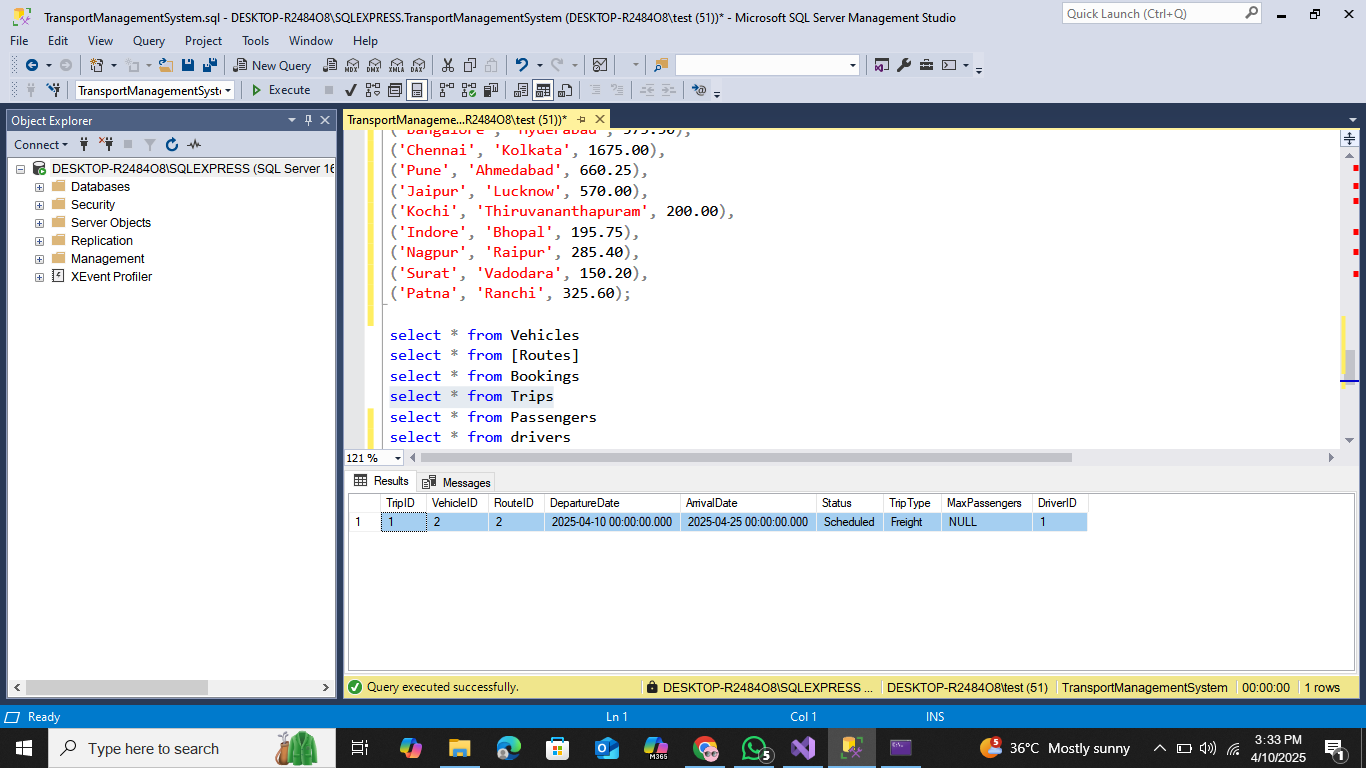 TransportManagementSystem.sql - DESKTOP-R2484O8\SQLEXPRESS.TransportManagementSystem (DESKTOP-R2484O8\test (51))* - Microsoft SQL Server Management Studio
Quick Launch (Ctrl+Q)
File Edit View Query Project Tools Window Help
New Query MDX DMX XMLA DAX
TransportManagementSyste Execute
Object Explorer
TransportManageme...R2484O8\test (51))*
Connect
DESKTOP-R2484O8\SQLEXPRESS (SQL Server 16
Databases
Security
Server Objects
Replication
Management
XEvent Profiler
('Bangalore', 'Hyderabad', 575.50),
('Chennai', 'Kolkata', 1675.00),
('Pune', 'Ahmedabad', 660.25),
('Jaipur', 'Lucknow', 570.00),
('Kochi', 'Thiruvananthapuram', 200.00),
('Indore', 'Bhopal', 195.75),
('Nagpur', 'Raipur', 285.40),
('Surat', 'Vadodara', 150.20),
('Patna', 'Ranchi', 325.60);
select * from Vehicles
select * from [Routes]
select * from Bookings
select * from Trips
select * from Passengers
select * from drivers
121 %
Results Messages
TripID VehicleID RouteID DepartureDate ArrivalDate Status TripType MaxPassengers DriverID
1 1 2 2 2025-04-10 00:00:00.000 2025-04-25 00:00:00.000 Scheduled Freight NULL 1
Query executed successfully. DESKTOP-R2484O8\SQLEXPRESS ... DESKTOP-R2484O8\test (51) TransportManagementSystem 00:00:00 1 rows
Ready Ln 1 Col 1 INS
Type here to search M365 5 5 36°C Mostly sunny 3:33 PM
4/10/2025 1